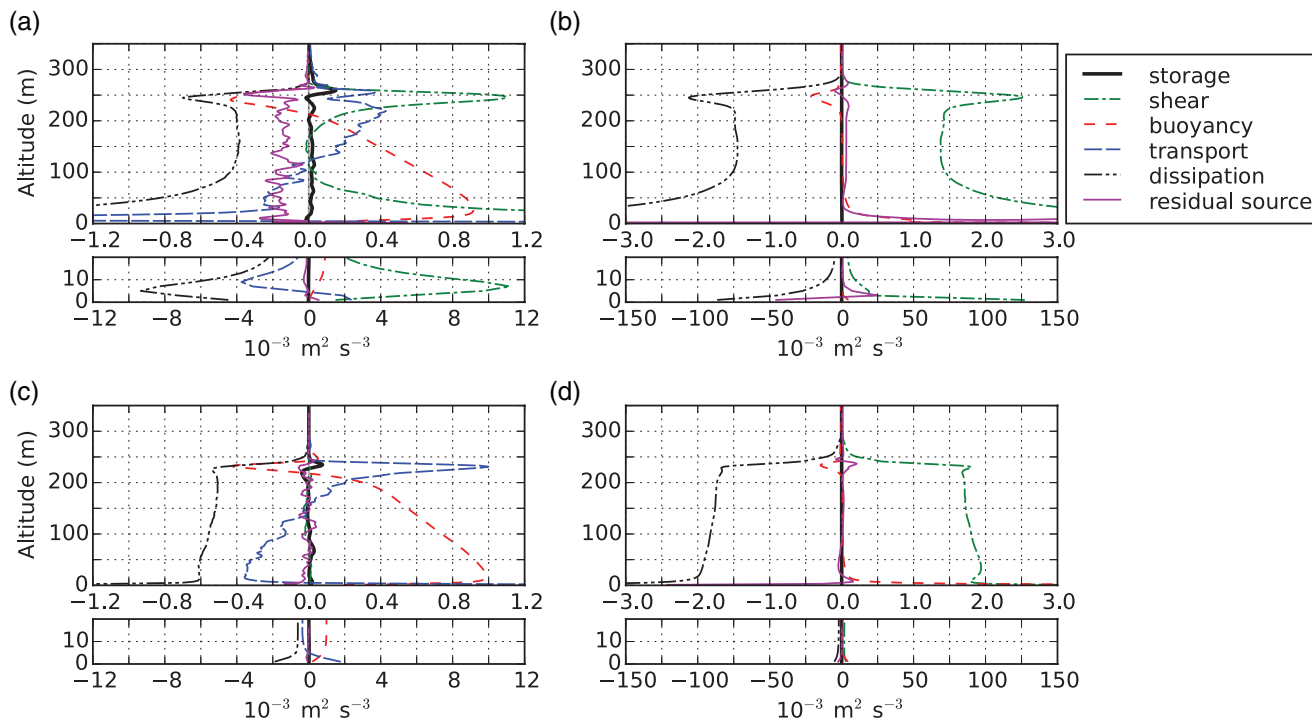 (a)
(b)
Altitude (m)
300
200
100
0
−1.2 −0.8 −0.4 0.0 0.4 0.8 1.2
10
0
−12 −8 −4 0 4 8 12
10⁻³ m² s⁻³
300
200
100
0
−3.0 −2.0 −1.0 0.0 1.0 2.0 3.0
10
0
−150 −100 −50 0 50 100 150
10⁻³ m² s⁻³
storage
shear
buoyancy
transport
dissipation
residual source
(c)
(d)
Altitude (m)
300
200
100
0
−1.2 −0.8 −0.4 0.0 0.4 0.8 1.2
10
0
−12 −8 −4 0 4 8 12
10⁻³ m² s⁻³
300
200
100
0
−3.0 −2.0 −1.0 0.0 1.0 2.0 3.0
10
0
−150 −100 −50 0 50 100 150
10⁻³ m² s⁻³